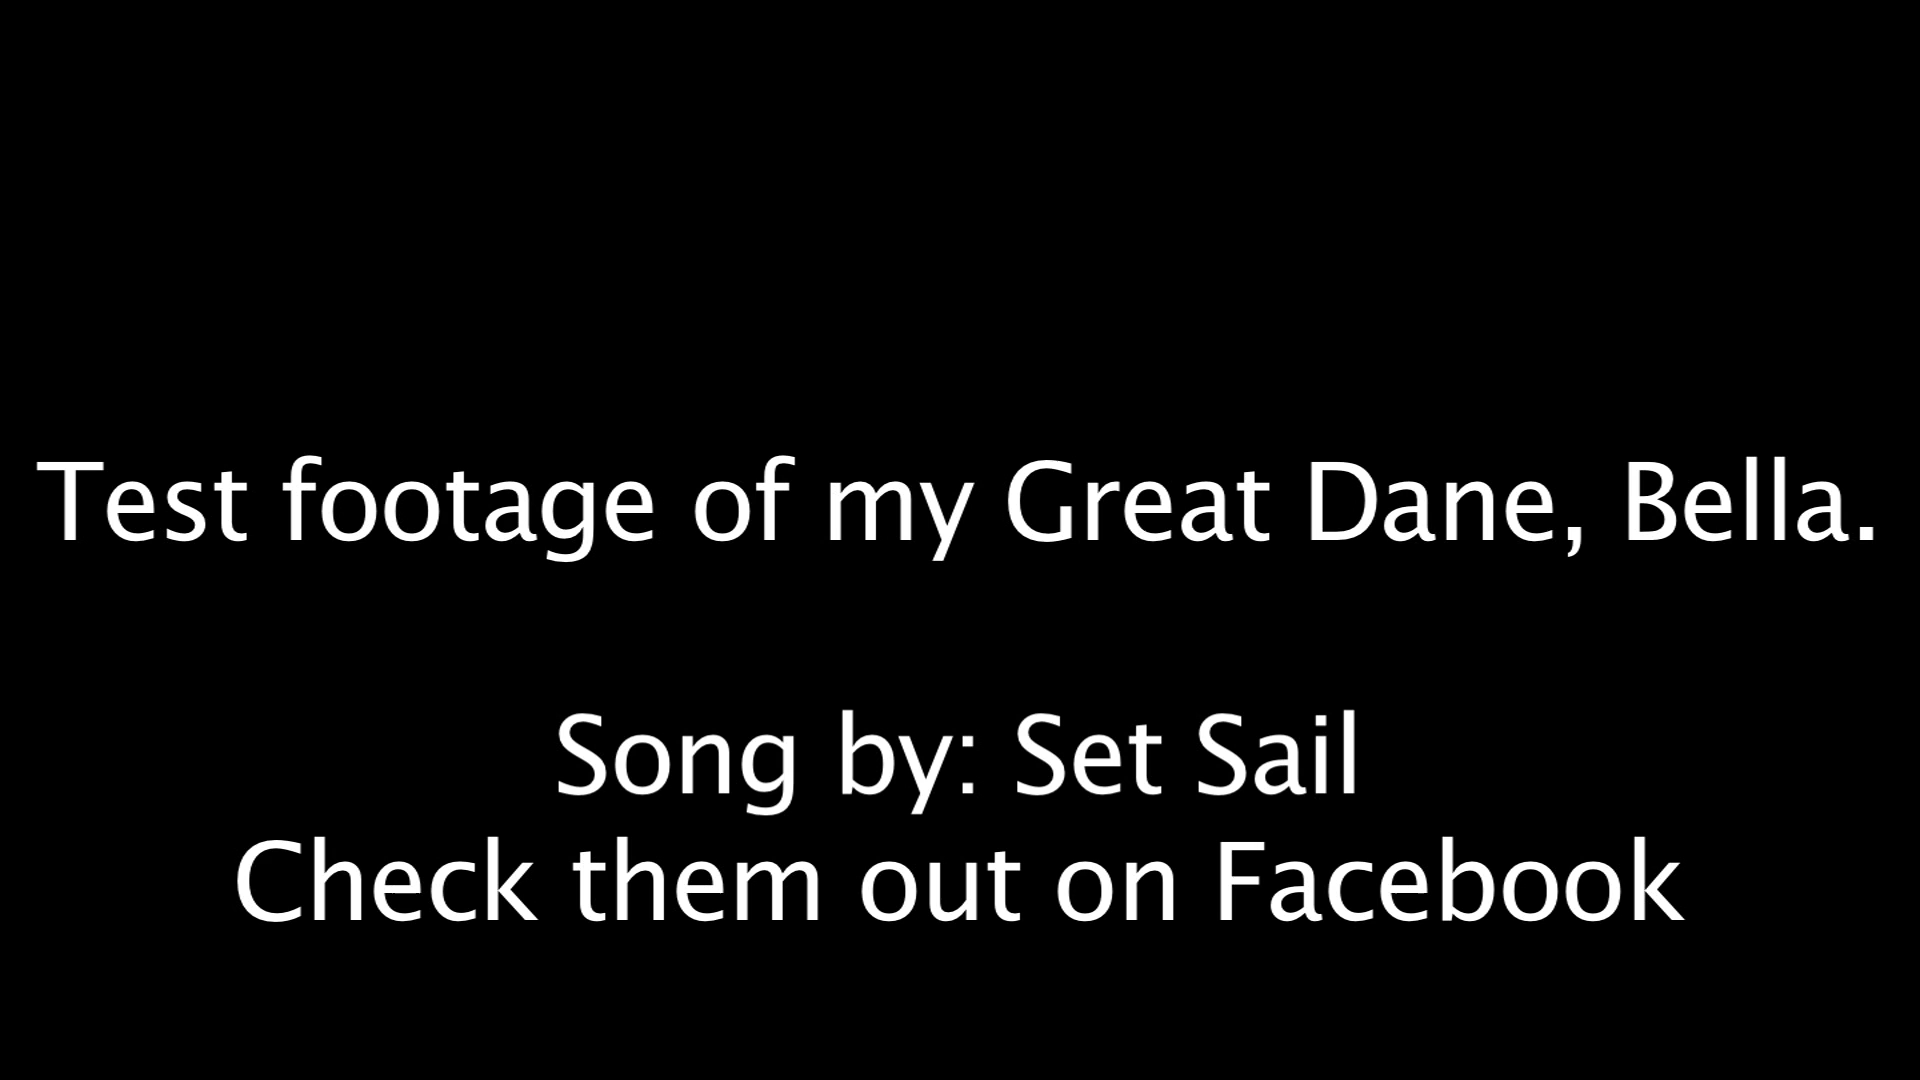 Test footage of my Great Dane, Bella.
Song by: Set Sail
Check them out on Facebook